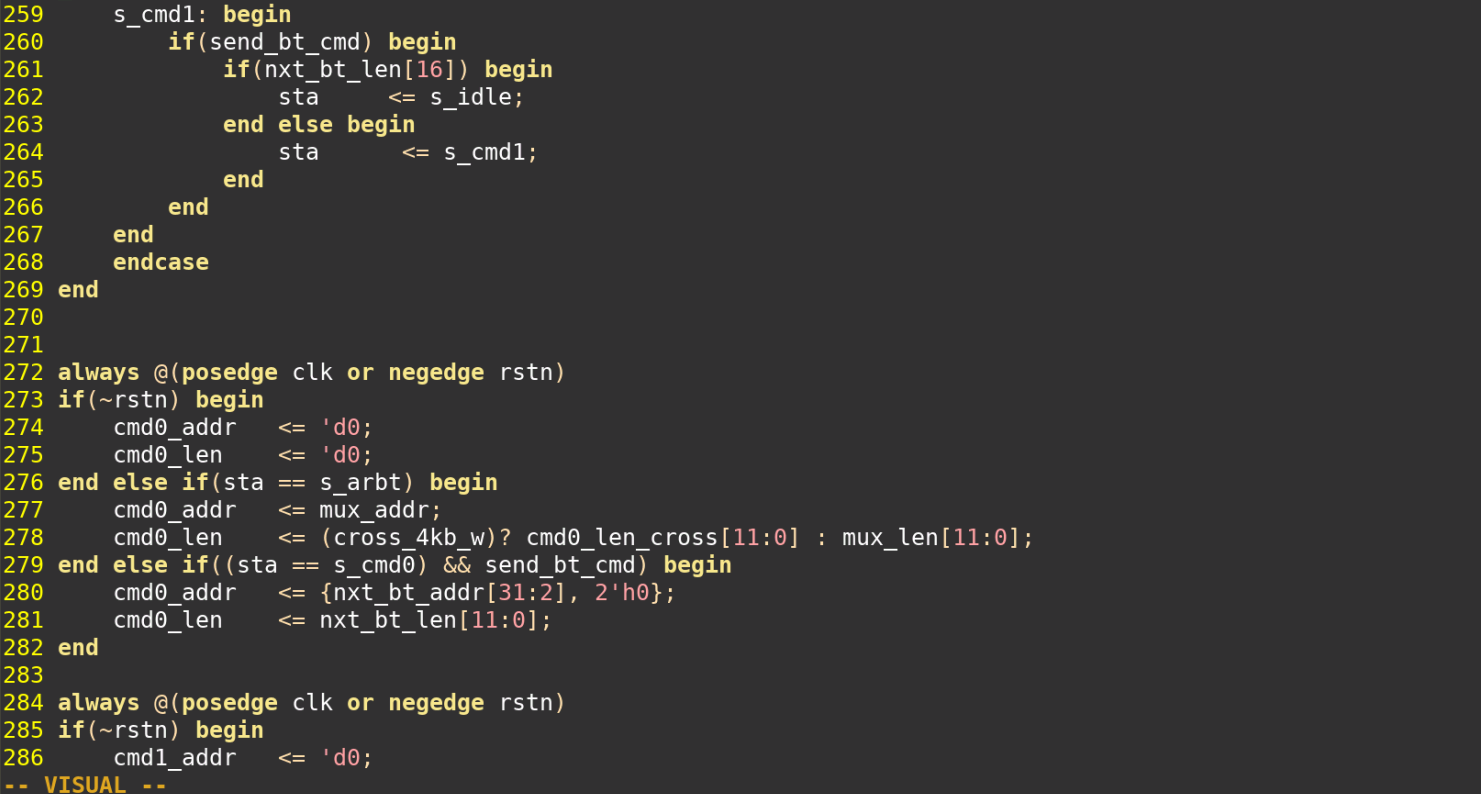 259     s_cmd1: begin
260         if(send_bt_cmd) begin
261             if(nxt_bt_len[16]) begin
262                 sta     <= s_idle;
263             end else begin
264                 sta      <= s_cmd1;
265             end
266         end
267     end
268     endcase
269 end
270
271
272 always @(posedge clk or negedge rstn)
273 if(~rstn) begin
274     cmd0_addr   <= 'd0;
275     cmd0_len    <= 'd0;
276 end else if(sta == s_arbt) begin
277     cmd0_addr   <= mux_addr;
278     cmd0_len    <= (cross_4kb_w)? cmd0_len_cross[11:0] : mux_len[11:0];
279 end else if((sta == s_cmd0) && send_bt_cmd) begin
280     cmd0_addr   <= {nxt_bt_addr[31:2], 2'h0};
281     cmd0_len    <= nxt_bt_len[11:0];
282 end
283
284 always @(posedge clk or negedge rstn)
285 if(~rstn) begin
286     cmd1_addr   <= 'd0;
-- VISUAL --